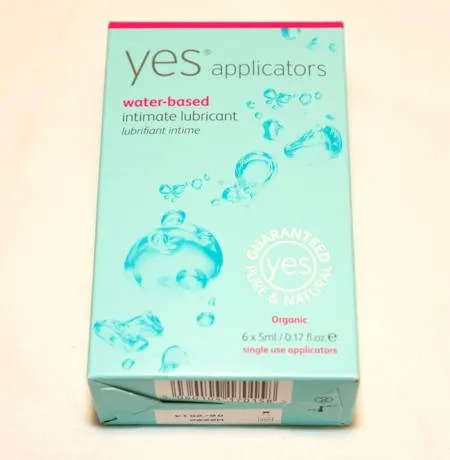 yes® applicators
water-based
intimate lubricant
lubrifiant intime
GUARANTEED
yes
PURE & NATURAL
Organic
6 x 5ml / 0.17 fl.oz.℮
single use applicators